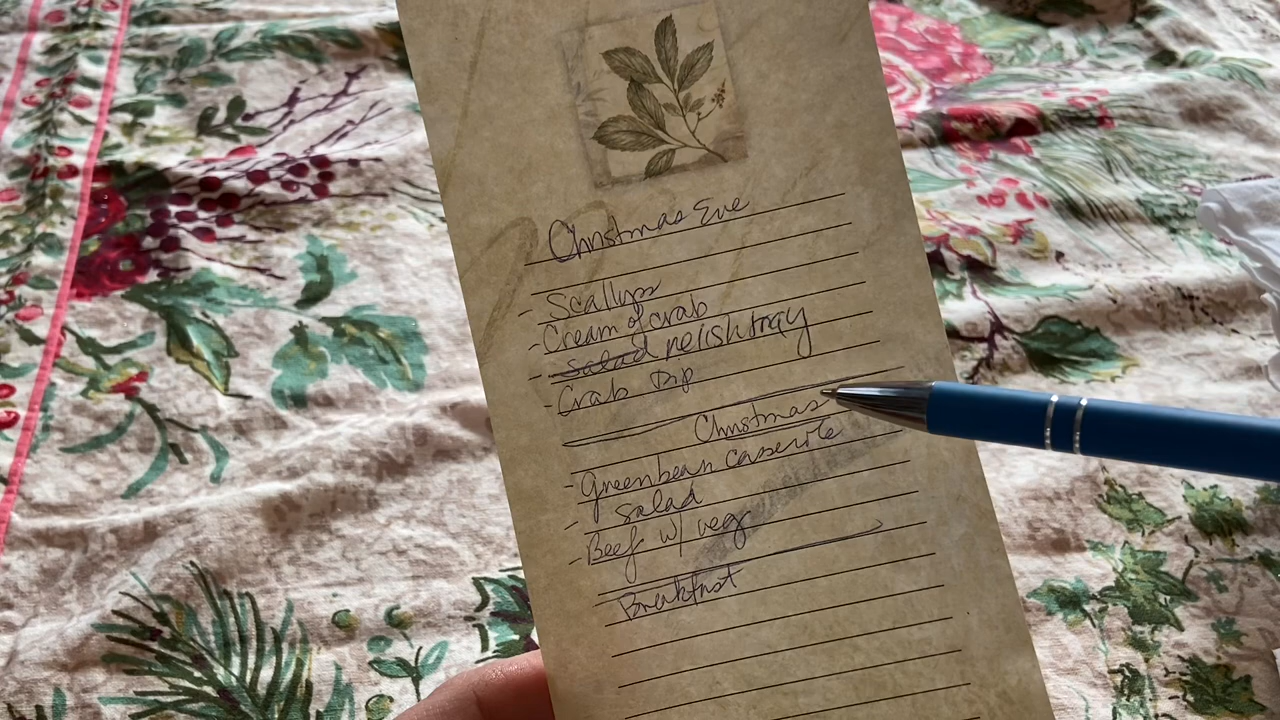 Christmas Eve
- Scallops
- Cream of crab
- Salad relish tray
- Crab Dip
Christmas
- Greenbean Casserole
- Salad
- Beef w/ veg
Breakfast